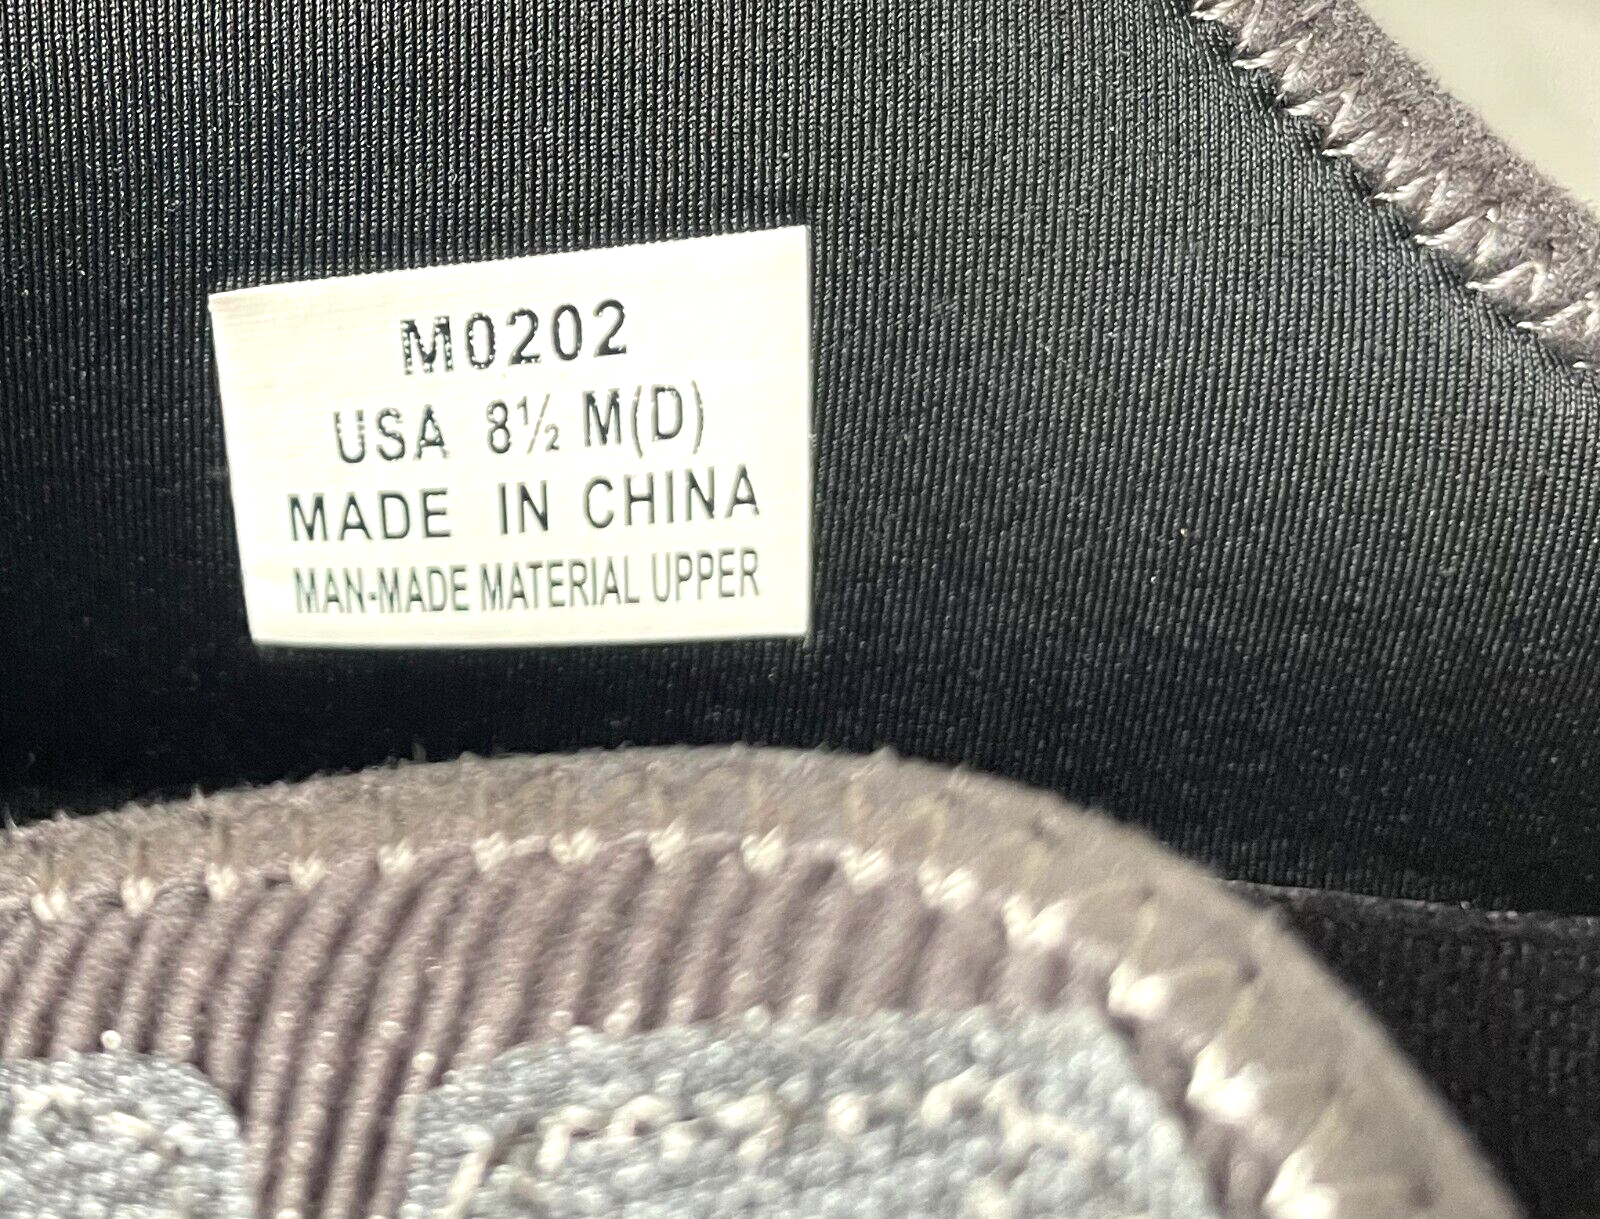 M0202
USA 8½ M(D)
MADE IN CHINA
MAN-MADE MATERIAL UPPER